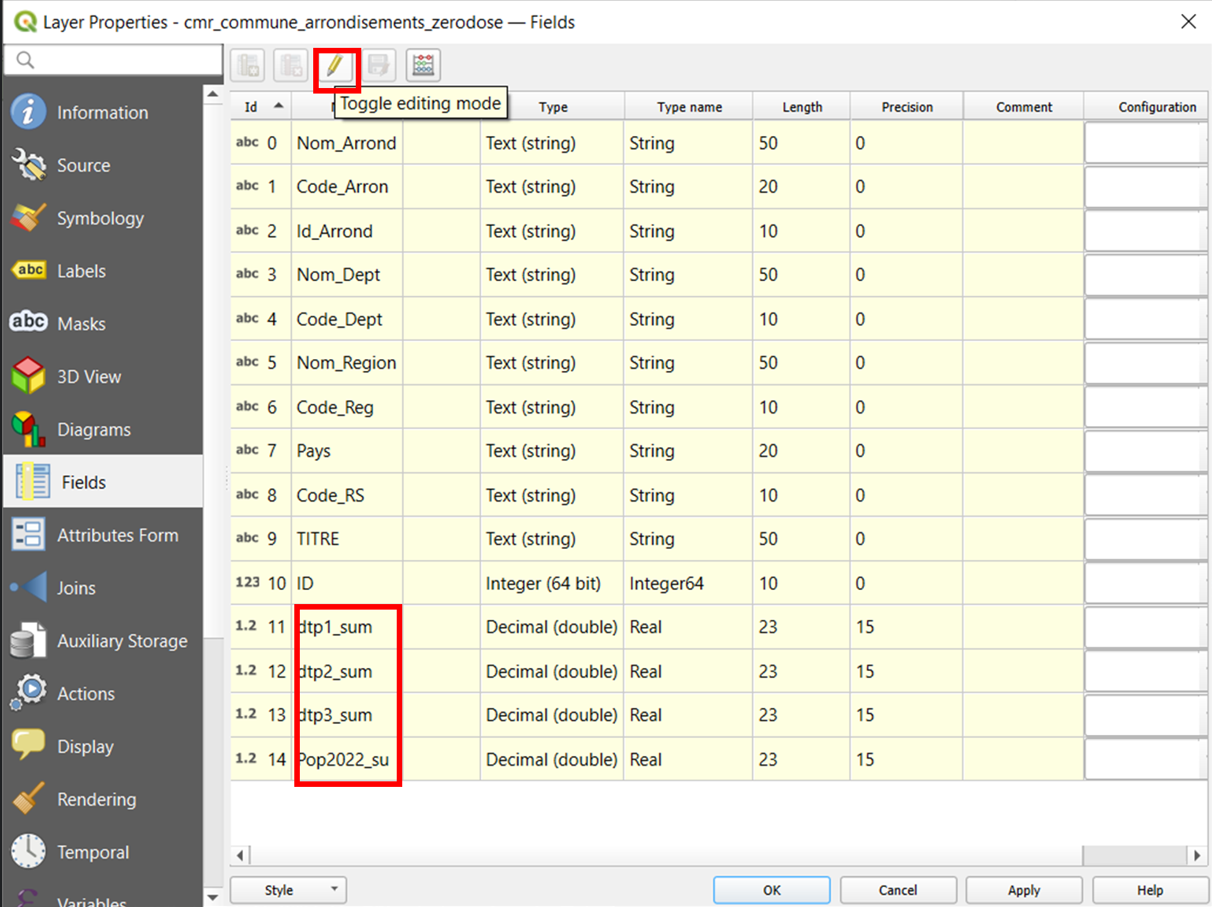 Layer Properties - cmr_commune_arrondisements_zerodose — Fields
Information
Source
Symbology
abc Labels
abc Masks
3D View
Diagrams
Fields
Attributes Form
Joins
Auxiliary Storage
Actions
Display
Rendering
Temporal
Variables
Toggle editing mode
Id Type Type name Length Precision Comment Configuration
abc 0 Nom_Arrond Text (string) String 50 0
abc 1 Code_Arron Text (string) String 20 0
abc 2 Id_Arrond Text (string) String 10 0
abc 3 Nom_Dept Text (string) String 50 0
abc 4 Code_Dept Text (string) String 10 0
abc 5 Nom_Region Text (string) String 50 0
abc 6 Code_Reg Text (string) String 10 0
abc 7 Pays Text (string) String 20 0
abc 8 Code_RS Text (string) String 10 0
abc 9 TITRE Text (string) String 50 0
123 10 ID Integer (64 bit) Integer64 10 0
1.2 11 dtp1_sum Decimal (double) Real 23 15
1.2 12 dtp2_sum Decimal (double) Real 23 15
1.2 13 dtp3_sum Decimal (double) Real 23 15
1.2 14 Pop2022_su Decimal (double) Real 23 15
Style OK Cancel Apply Help